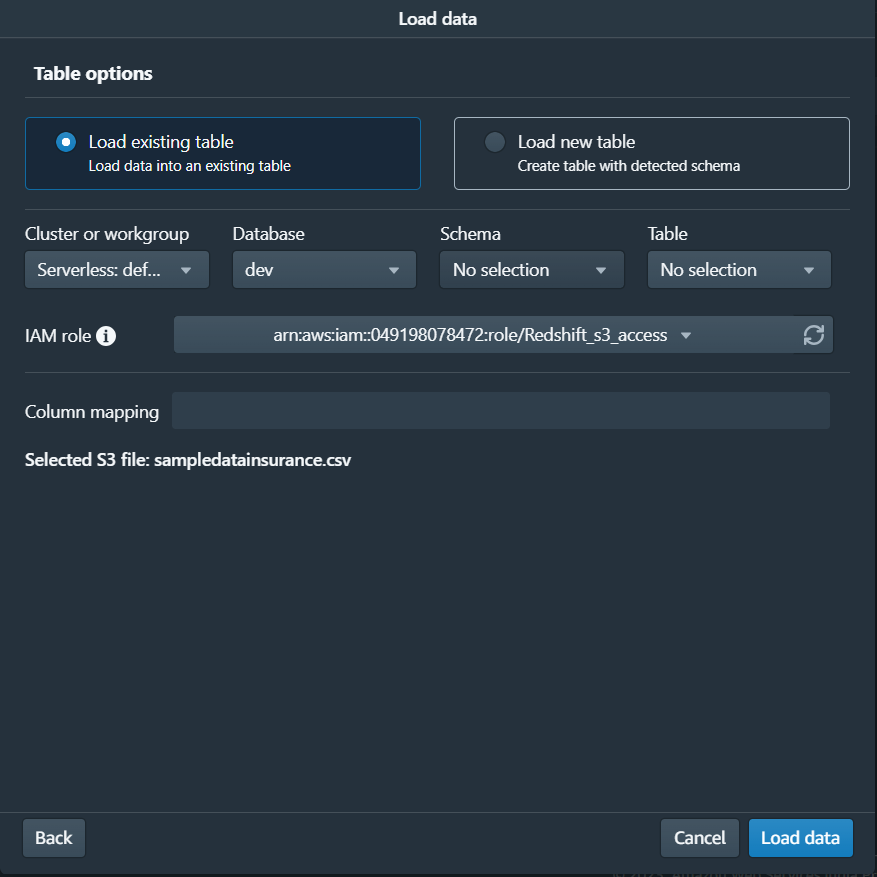 Load data
Table options
Load existing table
Load data into an existing table
Load new table
Create table with detected schema
Cluster or workgroup
Database
Schema
Table
Serverless: def...
dev
No selection
No selection
IAM role
arn:aws:iam::049198078472:role/Redshift_s3_access
Column mapping
Selected S3 file: sampledatainsurance.csv
Back
Cancel
Load data